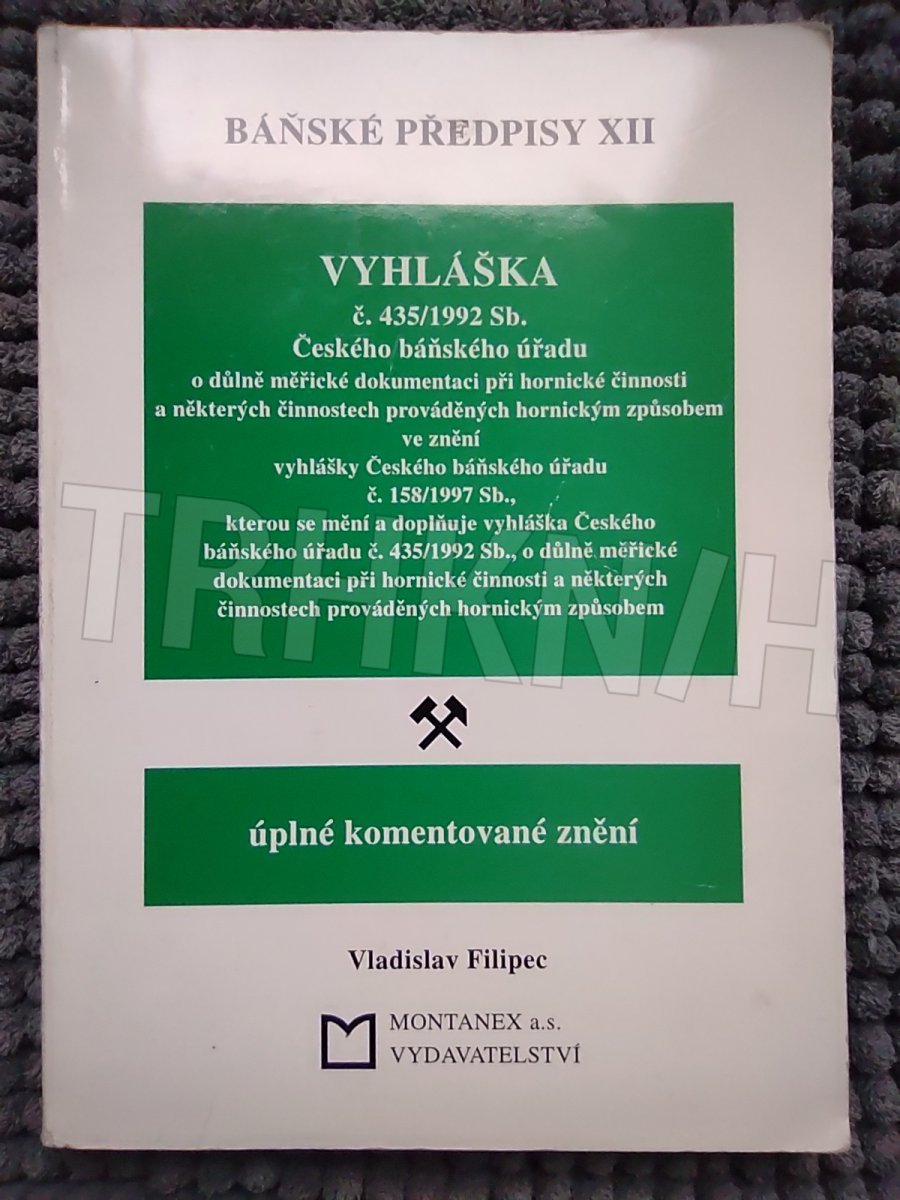 BÁŇSKÉ PŘEDPISY XII
VYHLÁŠKA
č. 435/1992 Sb.
Českého báňského úřadu
o důlně měřické dokumentaci při hornické činnosti
a některých činnostech prováděných hornickým způsobem
ve znění
vyhlášky Českého báňského úřadu
č. 158/1997 Sb.,
kterou se mění a doplňuje vyhláška Českého
báňského úřadu č. 435/1992 Sb., o důlně měřické
dokumentaci při hornické činnosti a některých
činnostech prováděných hornickým způsobem
TRHKNIH
úplné komentované znění
Vladislav Filipec
MONTANEX a.s.
VYDAVATELSTVÍ